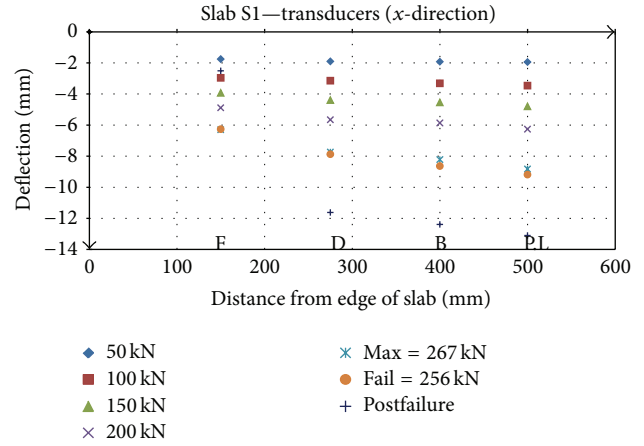 Slab S1—transducers (x-direction)
0
−2
−4
−6
−8
−10
−12
−14
Deflection (mm)
F D B P.L
0 100 200 300 400 500 600
Distance from edge of slab (mm)
50 kN
100 kN
150 kN
200 kN
Max = 267 kN
Fail = 256 kN
Postfailure